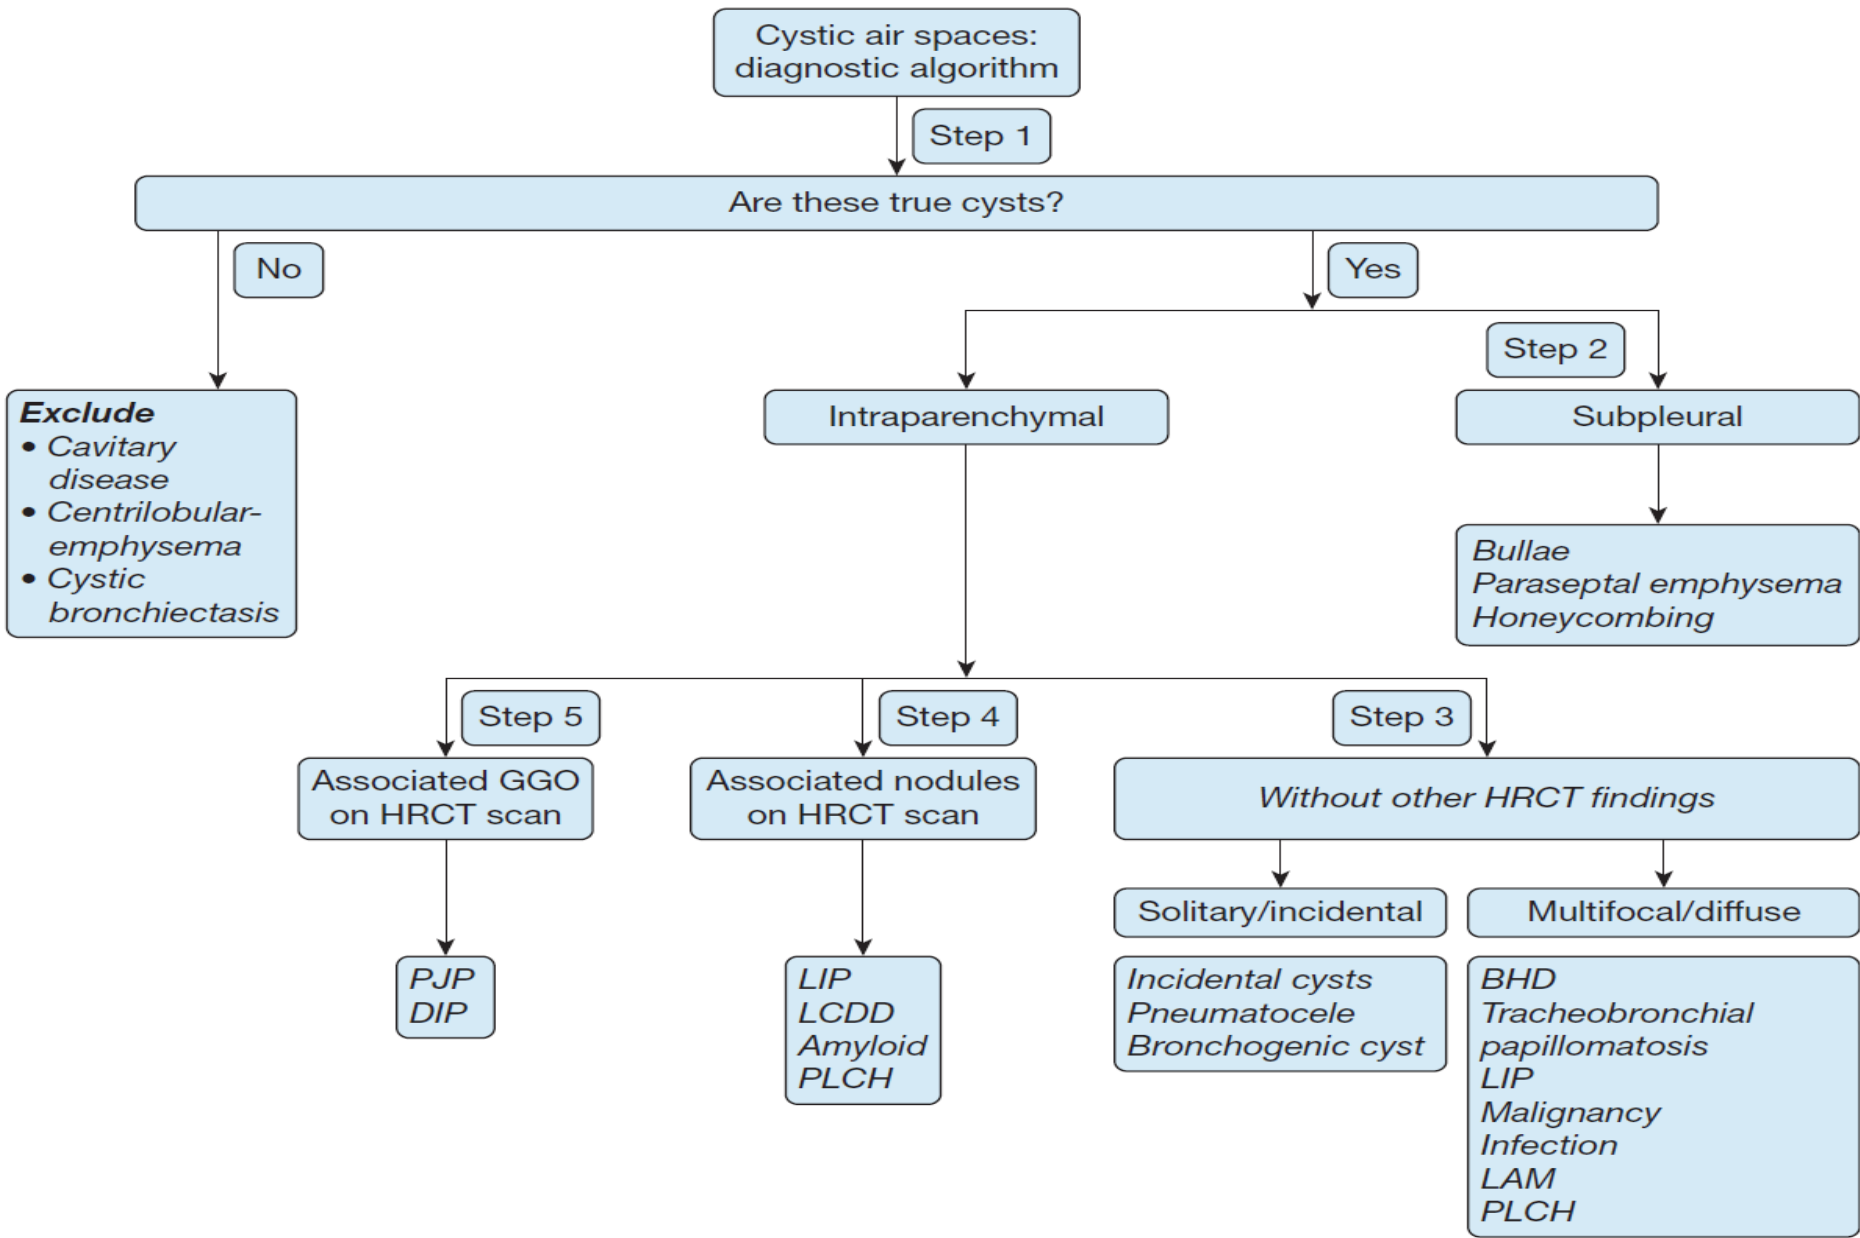 Cystic air spaces:
diagnostic algorithm
Step 1
Are these true cysts?
No
Yes
Step 2
Exclude
• Cavitary
disease
• Centrilobular-
emphysema
• Cystic
bronchiectasis
Intraparenchymal
Subpleural
Bullae
Paraseptal emphysema
Honeycombing
Step 5
Step 4
Step 3
Associated GGO
on HRCT scan
Associated nodules
on HRCT scan
Without other HRCT findings
Solitary/incidental
Multifocal/diffuse
PJP
DIP
LIP
LCDD
Amyloid
PLCH
Incidental cysts
Pneumatocele
Bronchogenic cyst
BHD
Tracheobronchial
papillomatosis
LIP
Malignancy
Infection
LAM
PLCH